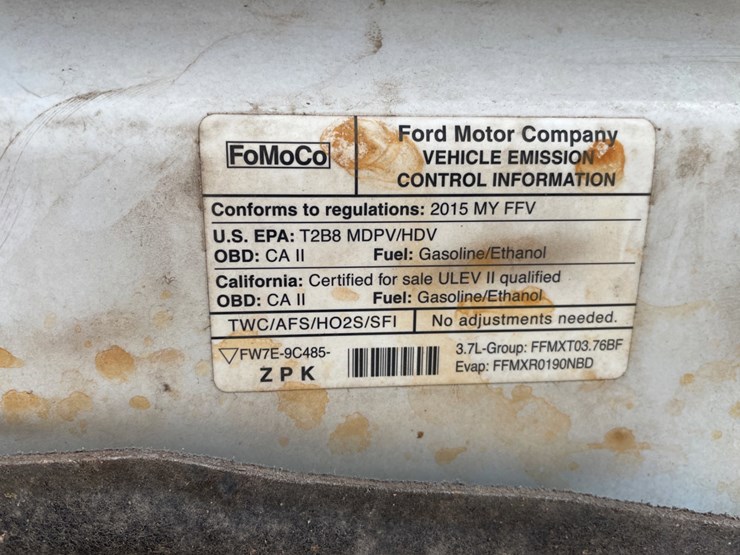 FoMoCo
Ford Motor Company
VEHICLE EMISSION
CONTROL INFORMATION
Conforms to regulations: 2015 MY FFV
U.S. EPA: T2B8 MDPV/HDV
OBD: CA II Fuel: Gasoline/Ethanol
California: Certified for sale ULEV II qualified
OBD: CA II Fuel: Gasoline/Ethanol
TWC/AFS/HO2S/SFI No adjustments needed.
FW7E-9C485-
ZPK
3.7L-Group: FFMXT03.76BF
Evap: FFMXR0190NBD